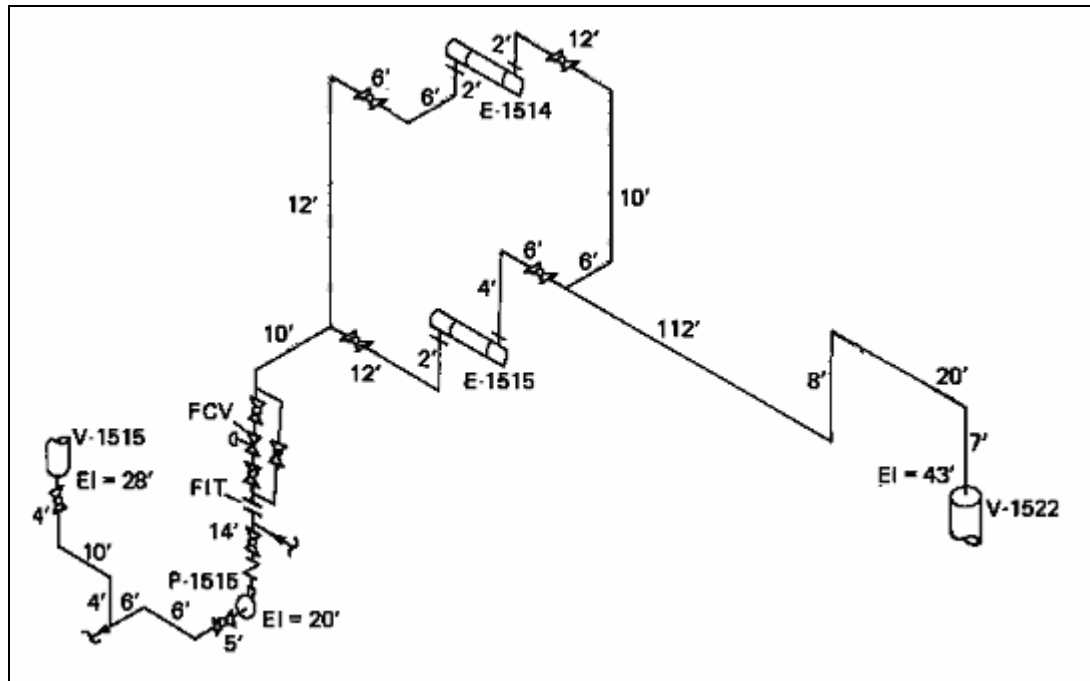 2' 12'
6' 6' 2' E-1514
12' 10'
6' 6'
4'
10' 112'
2' E-1515
12' 8' 20'
FCV
V-1515 7'
El = 28' El = 43'
FIT V-1522
4' 14'
10' P-1515
4' 6' 6' El = 20'
5'